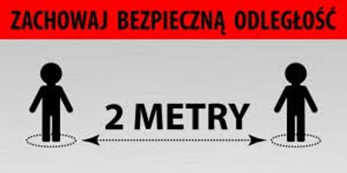 ZACHOWAJ BEZPIECZNĄ ODLEGŁOŚĆ
2 METRY